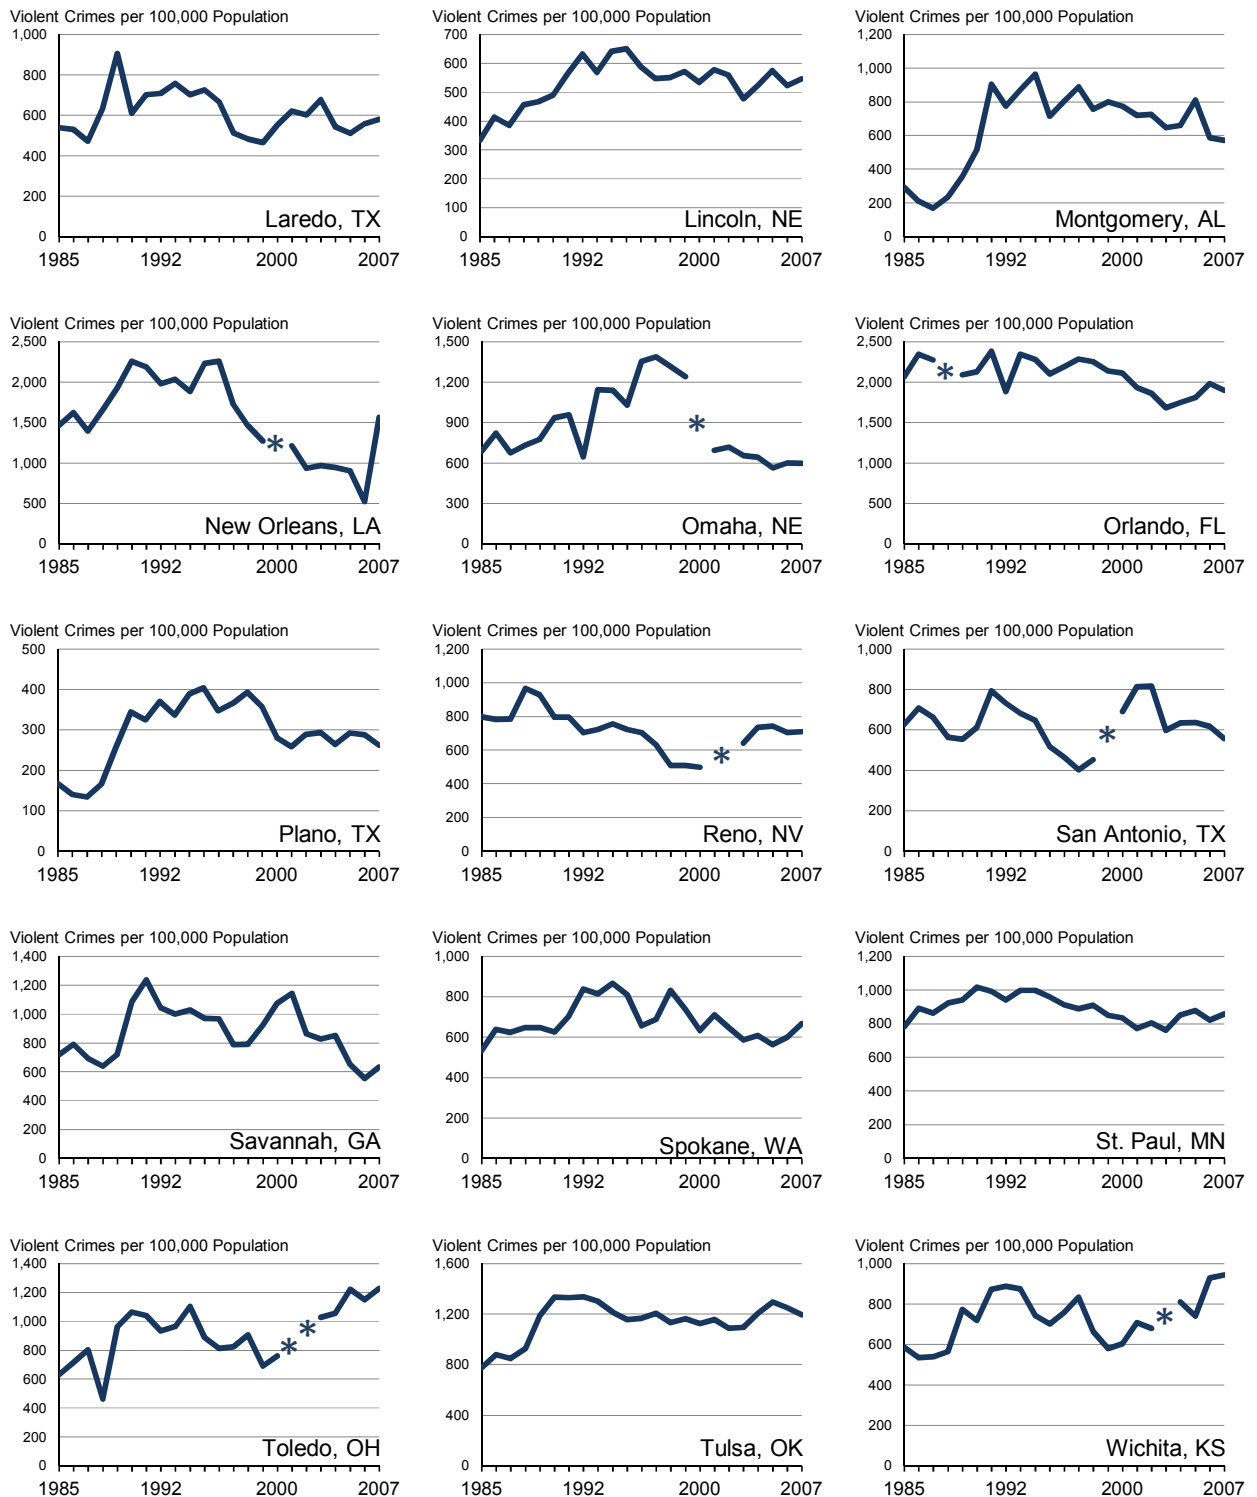 Violent Crimes per 100,000 Population
1,000
800
600
400
200
0
Laredo, TX
1985 1992 2000 2007
Violent Crimes per 100,000 Population
700
600
500
400
300
200
100
0
Lincoln, NE
1985 1992 2000 2007
Violent Crimes per 100,000 Population
1,200
1,000
800
600
400
200
0
Montgomery, AL
1985 1992 2000 2007
Violent Crimes per 100,000 Population
2,500
2,000
1,500
*
1,000
500
0
New Orleans, LA
1985 1992 2000 2007
Violent Crimes per 100,000 Population
1,500
1,200
900
*
600
300
0
Omaha, NE
1985 1992 2000 2007
Violent Crimes per 100,000 Population
2,500
*
2,000
1,500
1,000
500
0
Orlando, FL
1985 1992 2000 2007
Violent Crimes per 100,000 Population
500
400
300
200
100
0
Plano, TX
1985 1992 2000 2007
Violent Crimes per 100,000 Population
1,200
1,000
800
600
*
400
200
0
Reno, NV
1985 1992 2000 2007
Violent Crimes per 100,000 Population
1,000
800
600
*
400
200
0
San Antonio, TX
1985 1992 2000 2007
Violent Crimes per 100,000 Population
1,400
1,200
1,000
800
600
400
200
0
Savannah, GA
1985 1992 2000 2007
Violent Crimes per 100,000 Population
1,000
800
600
400
200
0
Spokane, WA
1985 1992 2000 2007
Violent Crimes per 100,000 Population
1,200
1,000
800
600
400
200
0
St. Paul, MN
1985 1992 2000 2007
Violent Crimes per 100,000 Population
1,400
1,200
1,000
* *
800
600
400
200
0
Toledo, OH
1985 1992 2000 2007
Violent Crimes per 100,000 Population
1,600
1,200
800
400
0
Tulsa, OK
1985 1992 2000 2007
Violent Crimes per 100,000 Population
1,000
800
*
600
400
200
0
Wichita, KS
1985 1992 2000 2007